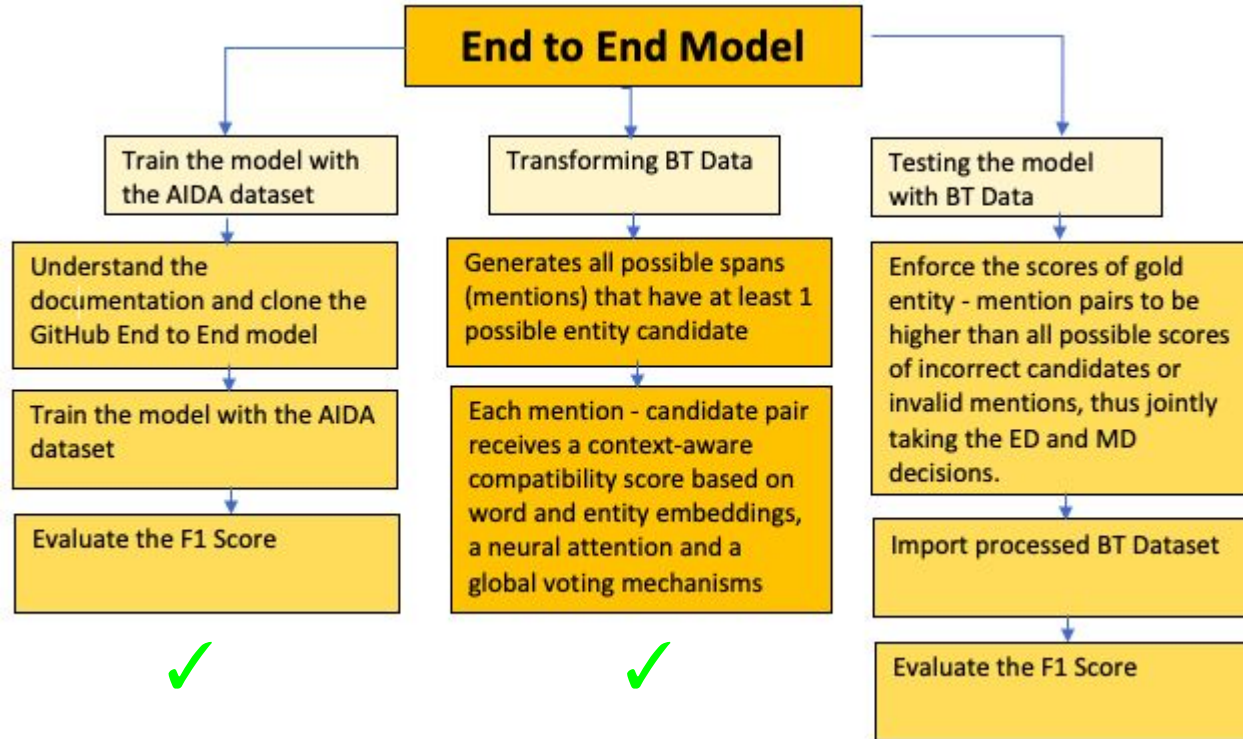 End to End Model
Train the model with
the AIDA dataset
Understand the
documentation and clone the
GitHub End to End model
Train the model with the AIDA
dataset
Evaluate the F1 Score
Transforming BT Data
Generates all possible spans
(mentions) that have at least 1
possible entity candidate
Each mention - candidate pair
receives a context-aware
compatibility score based on
word and entity embeddings,
a neural attention and a
global voting mechanisms
Testing the model
with BT Data
Enforce the scores of gold
entity - mention pairs to be
higher than all possible scores
of incorrect candidates or
invalid mentions, thus jointly
taking the ED and MD
decisions.
Import processed BT Dataset
Evaluate the F1 Score